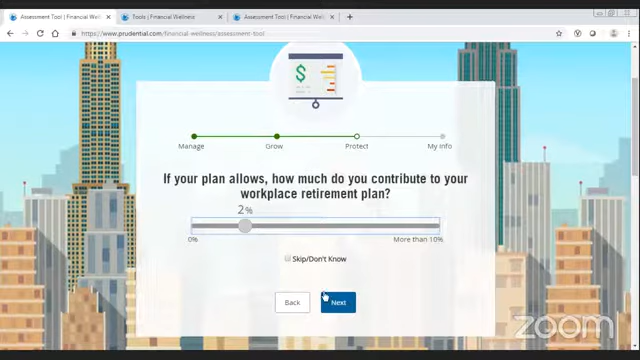 Assessment Tool | Financial Welln
Tools | Financial Wellness
Assessment Tool | Financial Well
https://www.prudential.com/financial-wellness/assessment-tool
$
Manage
Grow
Protect
My Info
If your plan allows, how much do you contribute to your
workplace retirement plan?
2%
0%
More than 10%
Skip/Don't Know
Back
Next
zoom